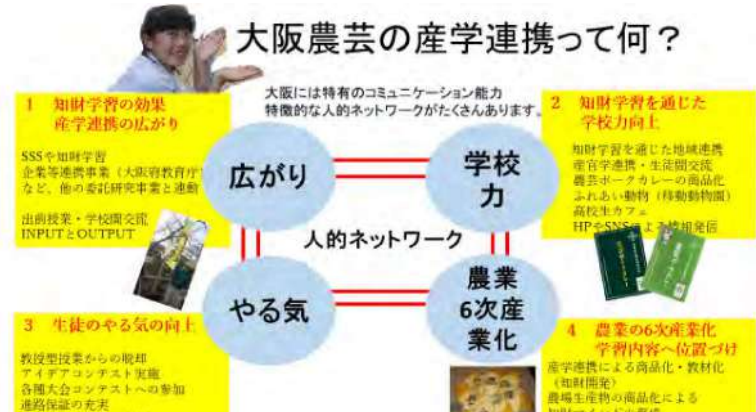 大阪農芸の産学連携って何？
大阪には特有のコミュニケーション能力
特徴的な人的ネットワークがたくさんあります。
1 知財学習の効果
産学連携の広がり
SSSや知財学習
企業等連携事業（大阪府教育庁）
など、他の委託研究事業と連動
出前授業・学校間交流
INPUTとOUTPUT
2 知財学習を通じた
学校力向上
知財学習を通じた地域連携
産官学連携・生徒間交流
農芸ポークカレーの商品化
ふれあい動物（移動動物園）
高校生カフェ
HPやSNSによる情報発信
広がり
学校
力
人的ネットワーク
やる気
農業
6次産
業化
3 生徒のやる気の向上
教授型授業からの脱却
アイデアコンテスト実施
各種大会コンテストへの参加
進路保証の充実
4 農業の6次産業化
学習内容へ位置づけ
産学連携による商品化・教材化
（知財開発）
農場生産物の商品化による